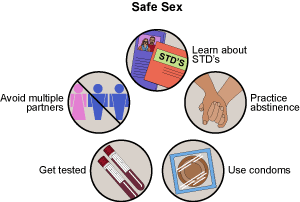 Safe Sex
Learn about
STD's
STD'S
Avoid multiple
partners
Practice
abstinence
Get tested
Use condoms